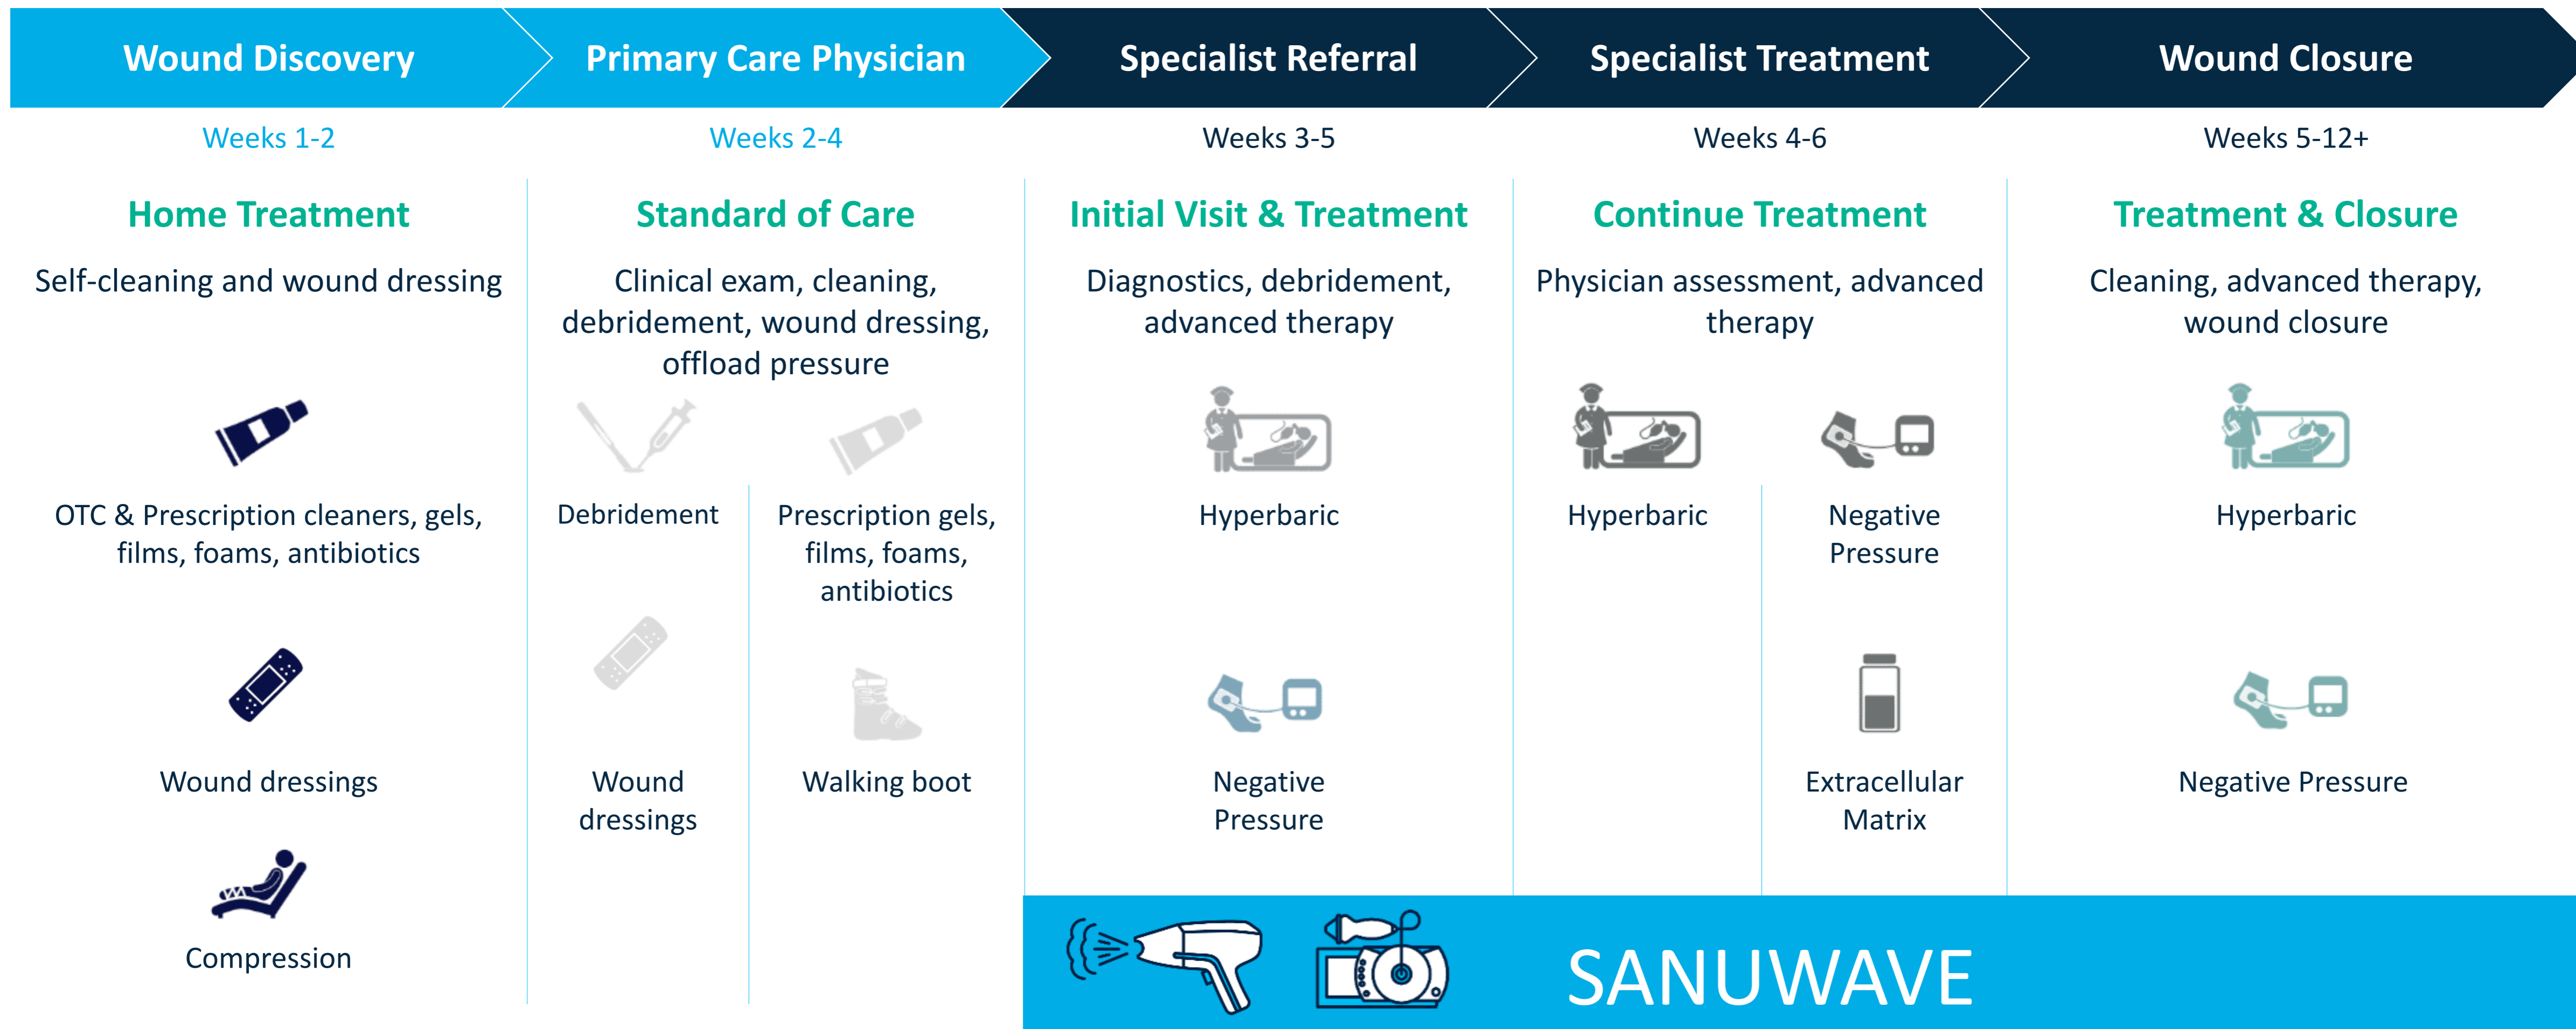 Wound Discovery
Primary Care Physician
Specialist Referral
Specialist Treatment
Wound Closure
Weeks 1-2
Weeks 2-4
Weeks 3-5
Weeks 4-6
Weeks 5-12+
Home Treatment
Standard of Care
Initial Visit & Treatment
Continue Treatment
Treatment & Closure
Self-cleaning and wound dressing
Clinical exam, cleaning,
debridement, wound dressing,
offload pressure
Diagnostics, debridement,
advanced therapy
Physician assessment, advanced
therapy
Cleaning, advanced therapy,
wound closure
OTC & Prescription cleaners, gels,
films, foams, antibiotics
Debridement
Prescription gels,
films, foams,
antibiotics
Hyperbaric
Hyperbaric
Negative
Pressure
Hyperbaric
Wound dressings
Wound
dressings
Walking boot
Negative
Pressure
Extracellular
Matrix
Negative Pressure
Compression
SANUWAVE